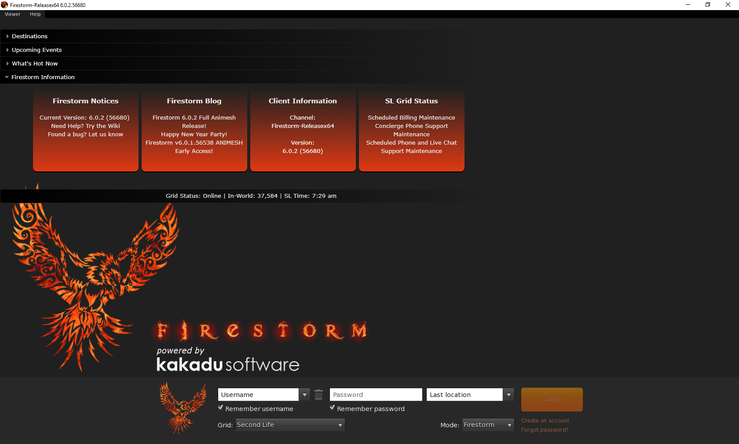 Firestorm-Releasex64 6.0.2.56680
Viewer Help
Destinations
Upcoming Events
What's Hot Now
Firestorm Information
Firestorm Notices
Current Version: 6.0.2 (56680)
Need Help? Try the Wiki
Found a bug? Let us know
Firestorm Blog
Firestorm 6.0.2 Full Animesh
Release!
Happy New Year Party!
Firestorm v6.0.1.56538 ANIMESH
Early Access!
Client Information
Channel:
Firestorm-Releasex64
Version:
6.0.2 (56680)
SL Grid Status
Scheduled Billing Maintenance
Concierge Phone Support
Maintenance
Scheduled Phone and Live Chat
Support Maintenance
Grid Status: Online | In-World: 37,584 | SL Time: 7:29 am
FIRESTORM
powered by
kakadu software
Username
Password
Last location
Log In
Remember username
Remember password
Create an account
Grid: Second Life
Mode: Firestorm
Forgot password?